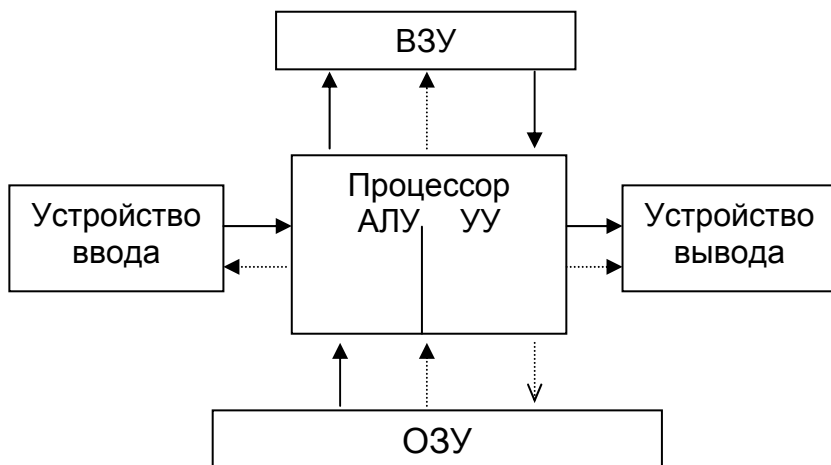 ВЗУ
Процессор
АЛУ УУ
Устройство
ввода
Устройство
вывода
ОЗУ